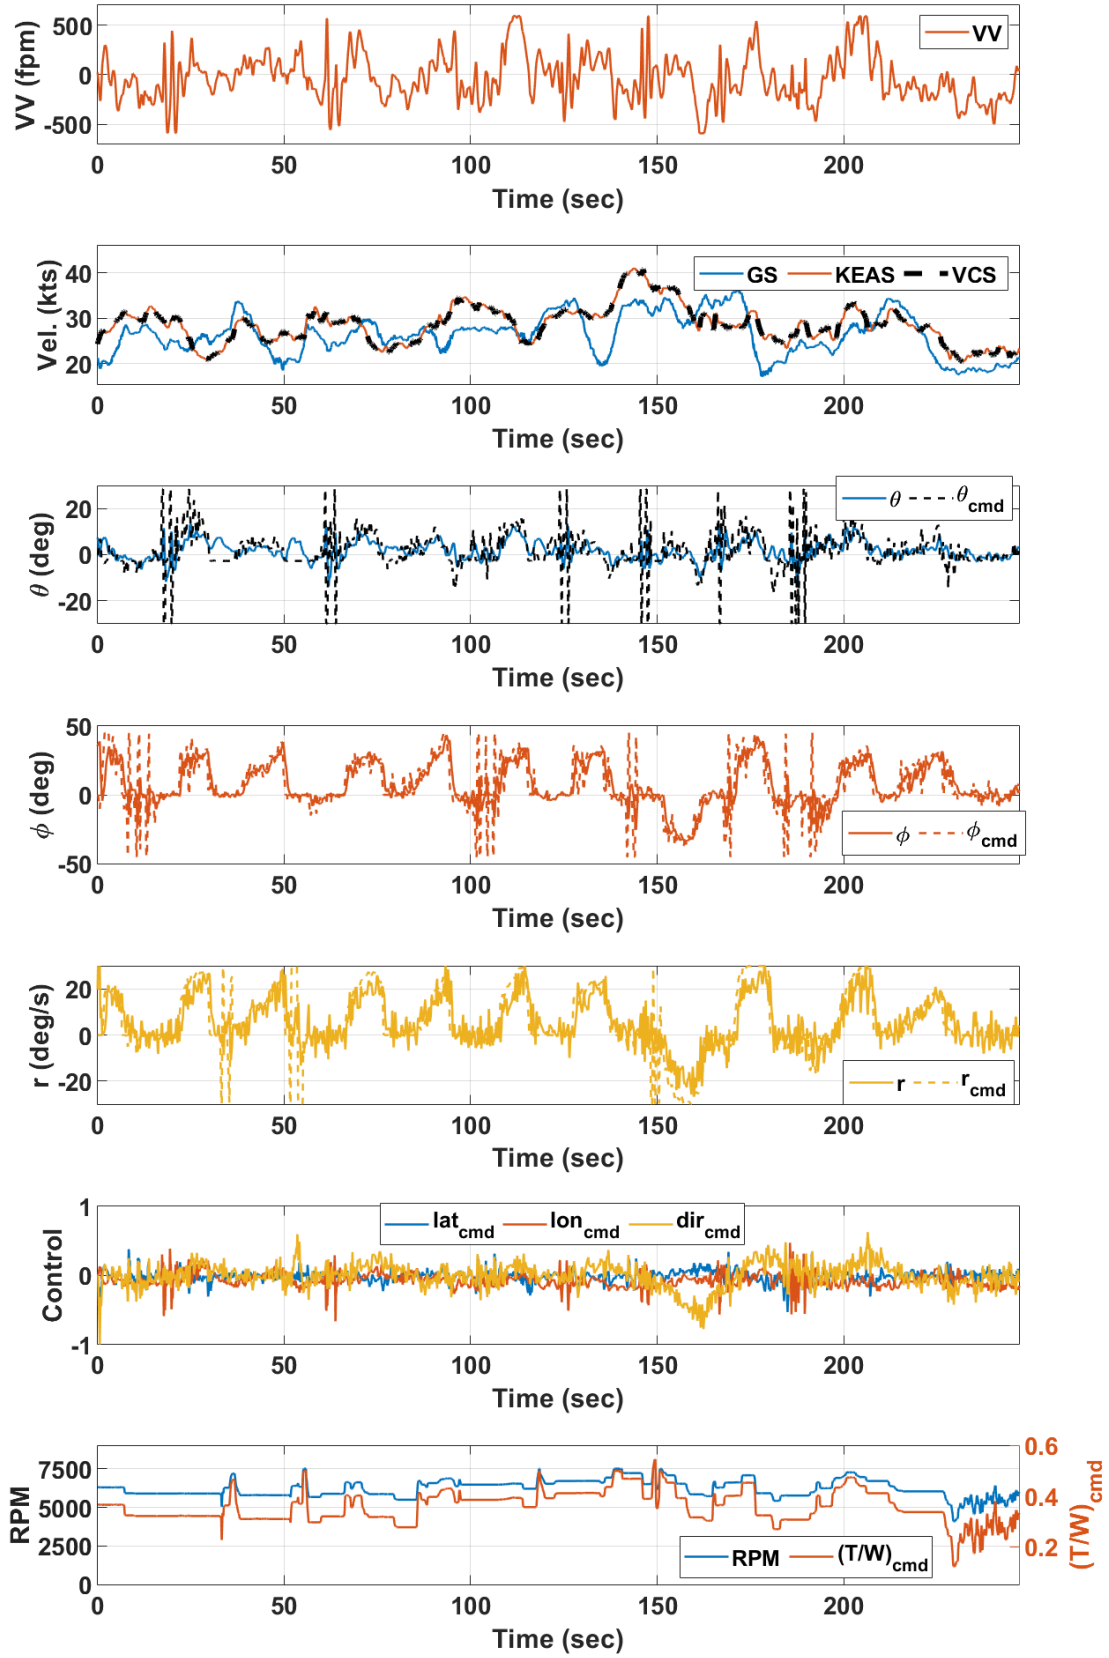 VV (fpm)
500
0
-500
VV
0 50 100 150 200
Time (sec)
Vel. (kts)
40
30
20
GS KEAS VCS
0 50 100 150 200
Time (sec)
θ (deg)
20
0
-20
θ θcmd
0 50 100 150 200
Time (sec)
ϕ (deg)
50
0
-50
ϕ ϕcmd
0 50 100 150 200
Time (sec)
r (deg/s)
20
0
-20
r rcmd
0 50 100 150 200
Time (sec)
Control
1
0
-1
latcmd loncmd dircmd
0 50 100 150 200
Time (sec)
RPM
7500
5000
2500
0
0.6
0.4
0.2
(T/W)cmd
RPM (T/W)cmd
0 50 100 150 200
Time (sec)